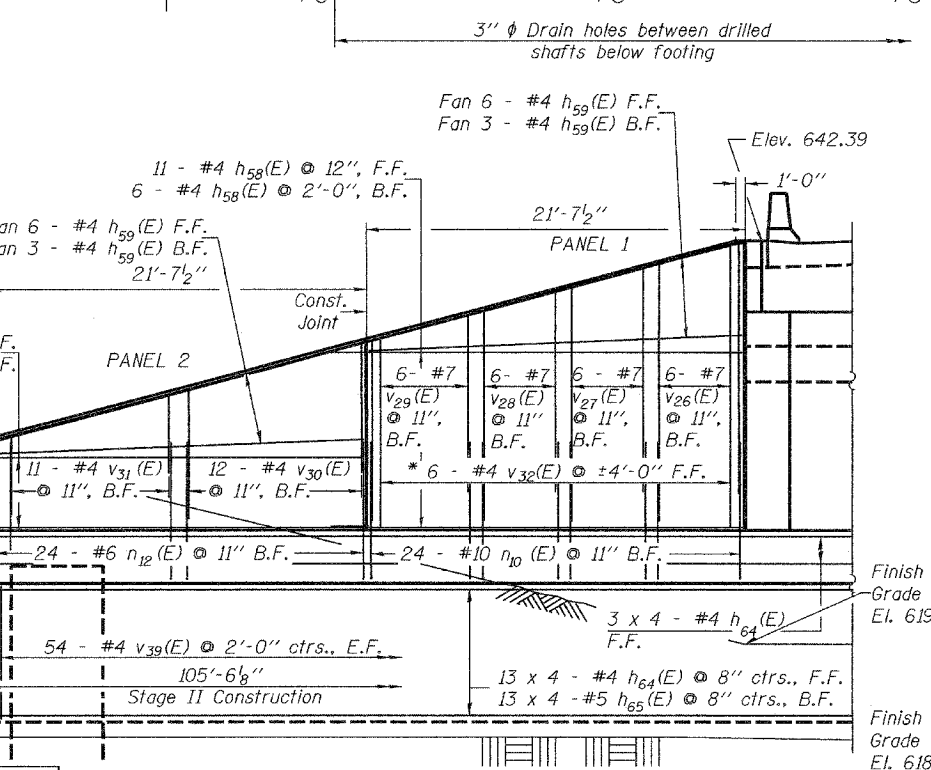 3" ϕ Drain holes between drilled
shafts below footing
Fan 6 - #4 h59(E) F.F.
Fan 3 - #4 h59(E) B.F.
Elev. 642.39
11 - #4 h58(E) @ 12", F.F.
6 - #4 h58(E) @ 2'-0", B.F.
1'-0"
21'-7½"
PANEL 1
an 6 - #4 h59(E) F.F.
an 3 - #4 h59(E) B.F.
21'-7½"
Const.
Joint
F.
F.
PANEL 2
6- #7
v29(E)
@ 11",
B.F.
6 - #7
v28(E)
@ 11"
B.F.
6 - #7
v27(E)
@ 11",
B.F.
6 - #7
v26(E)
@ 11",
B.F.
11 - #4 v31(E)
@ 11", B.F.
12 - #4 v30(E)
@ 11", B.F.
* 6 - #4 v32(E) @ ±4'-0" F.F.
24 - #6 n12(E) @ 11" B.F.
24 - #10 n10(E) @ 11" B.F.
Finish
Grade
El. 619
3 x 4 - #4 h64(E)
F.F.
54 - #4 v39(E) @ 2'-0" ctrs., E.F.
105'-6⅛"
Stage II Construction
13 x 4 - #4 h64(E) @ 8" ctrs., F.F.
13 x 4 -#5 h65(E) @ 8" ctrs., B.F.
Finish
Grade
El. 618